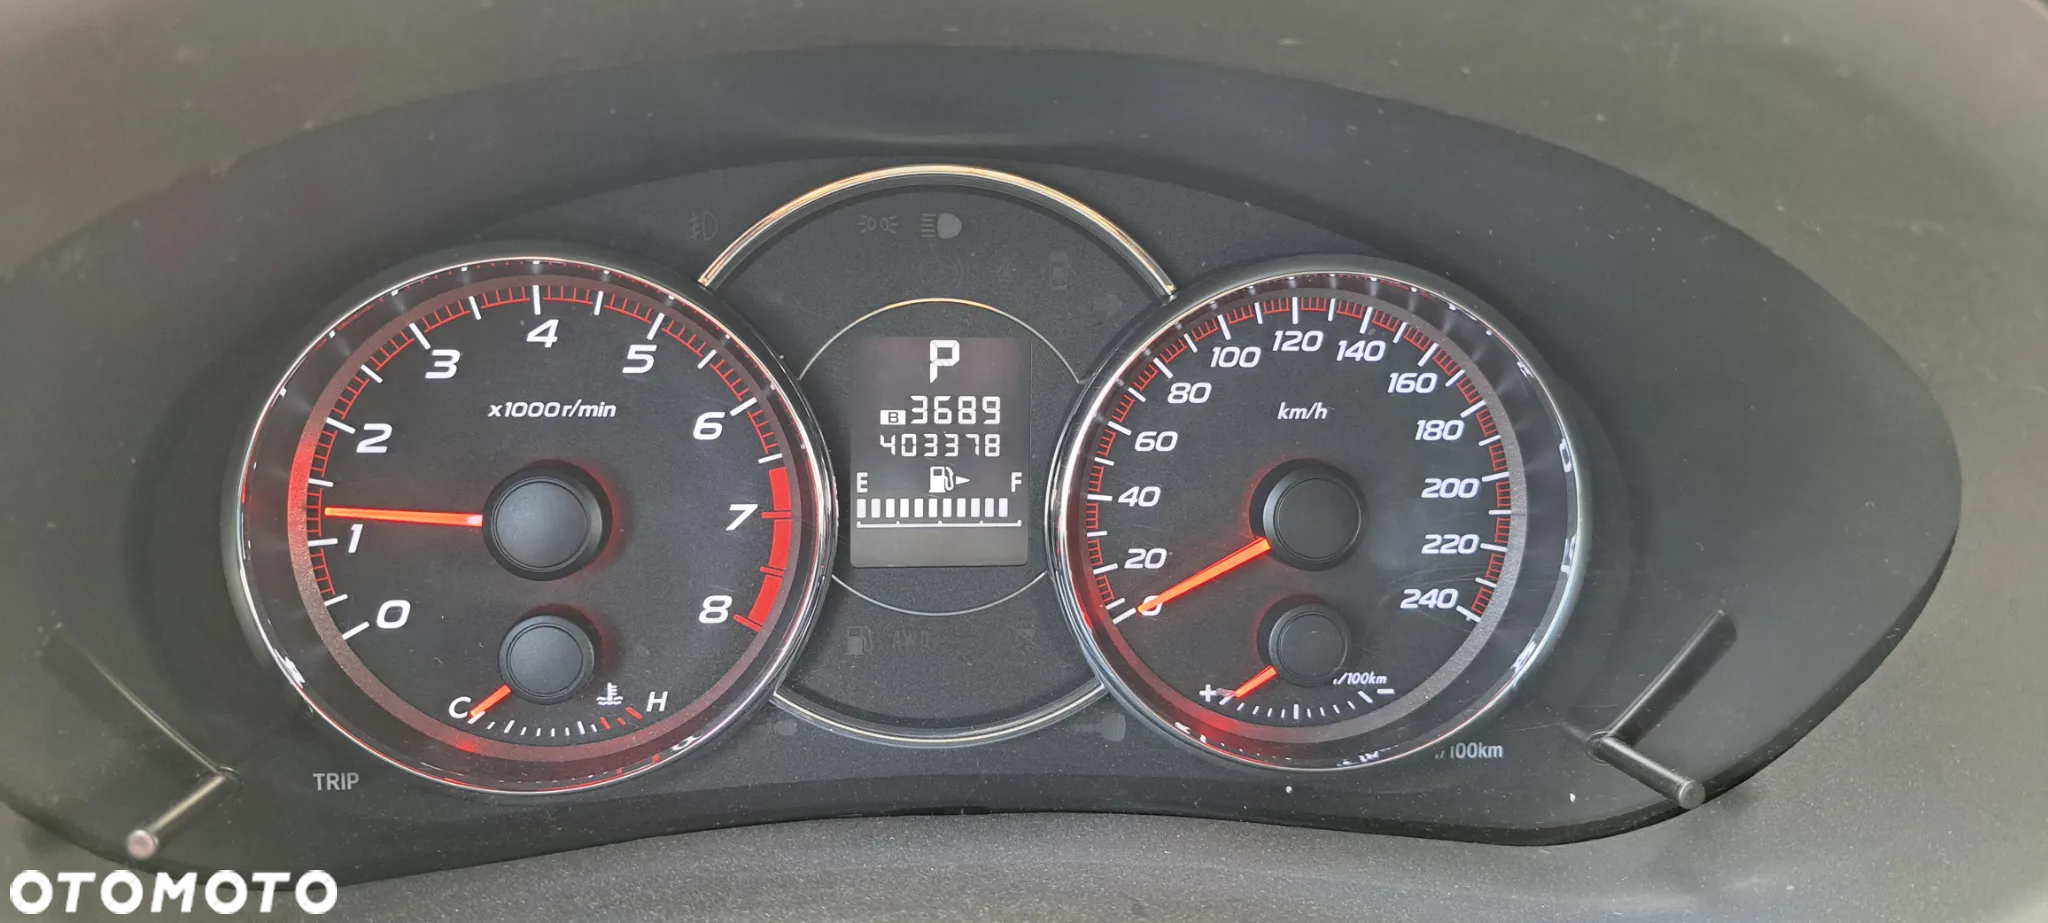 0 1 2 3 4 5 6 7 8
x1000r/min
C H
TRIP
P
B 3689
403378
E F
AWD
0 20 40 60 80 100 120 140 160 180 200 220 240
km/h
+ /100km -
/100km
OTOMOTO